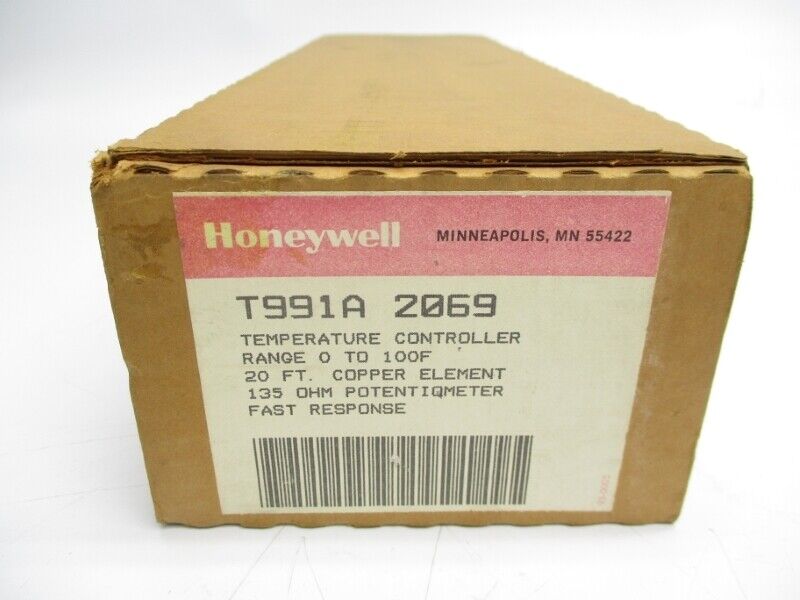 Honeywell MINNEAPOLIS, MN 55422
T991A 2069
TEMPERATURE CONTROLLER
RANGE 0 TO 100F
20 FT. COPPER ELEMENT
135 OHM POTENTIOMETER
FAST RESPONSE